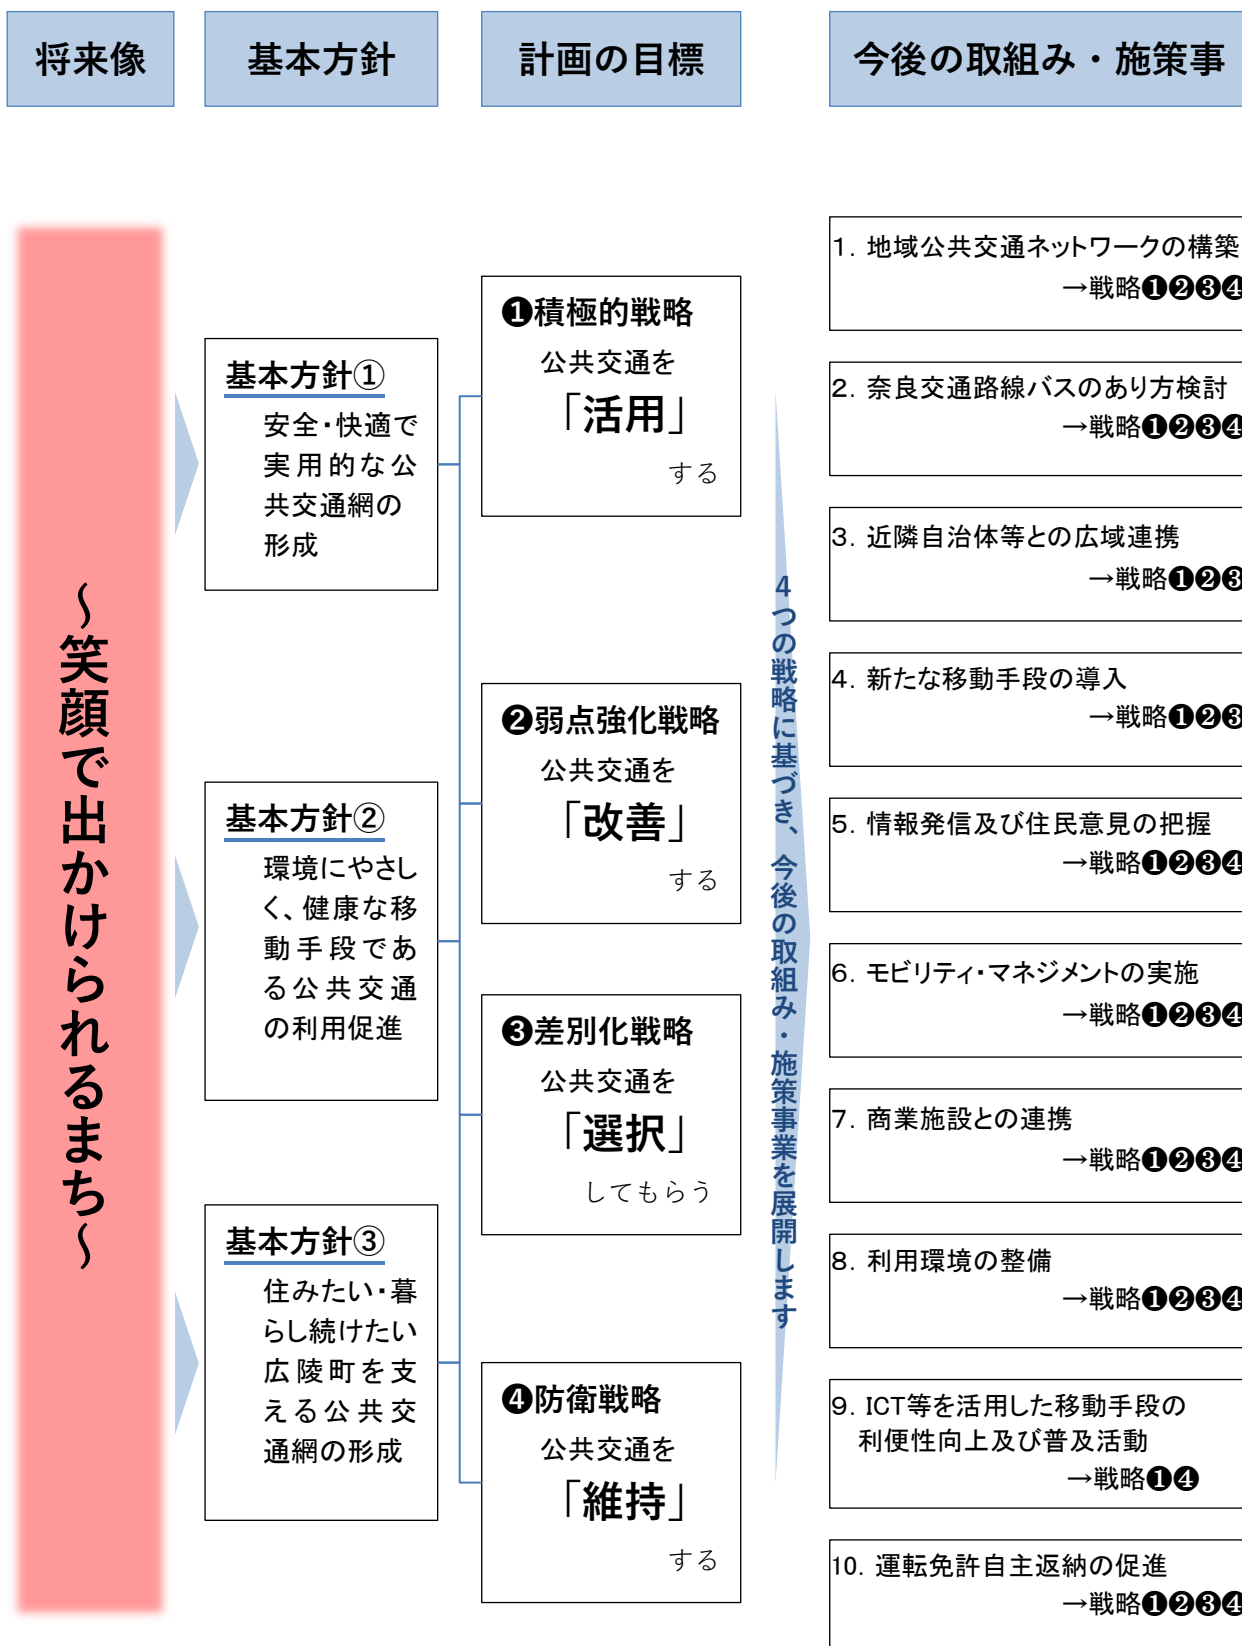 将来像
基本方針
計画の目標
今後の取組み・施策事
～笑顔で出かけられるまち～
基本方針①
安全・快適で
実用的な公
共交通網の
形成
基本方針②
環境にやさし
く、健康な移
動手段であ
る公共交通
の利用促進
基本方針③
住みたい・暮
らし続けたい
広陵町を支
える公共交
通網の形成
❶積極的戦略
公共交通を
「活用」
する
❷弱点強化戦略
公共交通を
「改善」
する
❸差別化戦略
公共交通を
「選択」
してもらう
❹防衛戦略
公共交通を
「維持」
する
4つの戦略に基づき、今後の取組み・施策事業を展開します
1. 地域公共交通ネットワークの構築
→戦略❶❷❸❹
2. 奈良交通路線バスのあり方検討
→戦略❶❷❸❹
3. 近隣自治体等との広域連携
→戦略❶❷❸
4. 新たな移動手段の導入
→戦略❶❷❸
5. 情報発信及び住民意見の把握
→戦略❶❷❸❹
6. モビリティ・マネジメントの実施
→戦略❶❷❸❹
7. 商業施設との連携
→戦略❶❷❸❹
8. 利用環境の整備
→戦略❶❷❸❹
9. ICT等を活用した移動手段の
利便性向上及び普及活動
→戦略❶❹
10. 運転免許自主返納の促進
→戦略❶❷❸❹